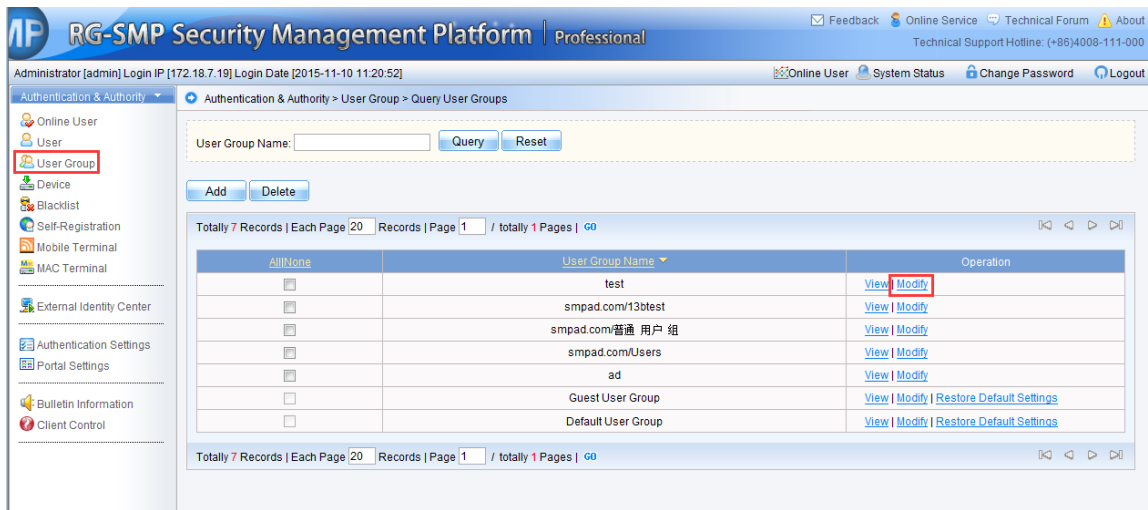 MP RG-SMP Security Management Platform | Professional
Feedback Online Service Technical Forum About
Technical Support Hotline: (+86)4008-111-000
Administrator [admin] Login IP [172.18.7.19] Login Date [2015-11-10 11:20:52] Online User System Status Change Password Logout
Authentication & Authority
Online User
User
User Group
Device
Blacklist
Self-Registration
Mobile Terminal
MAC Terminal
External Identity Center
Authentication Settings
Portal Settings
Bulletin Information
Client Control
Authentication & Authority > User Group > Query User Groups
User Group Name: Query Reset
Add Delete
Totally 7 Records | Each Page 20 Records | Page 1 / totally 1 Pages | GO
All|None User Group Name Operation
test View | Modify
smpad.com/13btest View | Modify
smpad.com/普通 用户 组 View | Modify
smpad.com/Users View | Modify
ad View | Modify
Guest User Group View | Modify | Restore Default Settings
Default User Group View | Modify | Restore Default Settings
Totally 7 Records | Each Page 20 Records | Page 1 / totally 1 Pages | GO